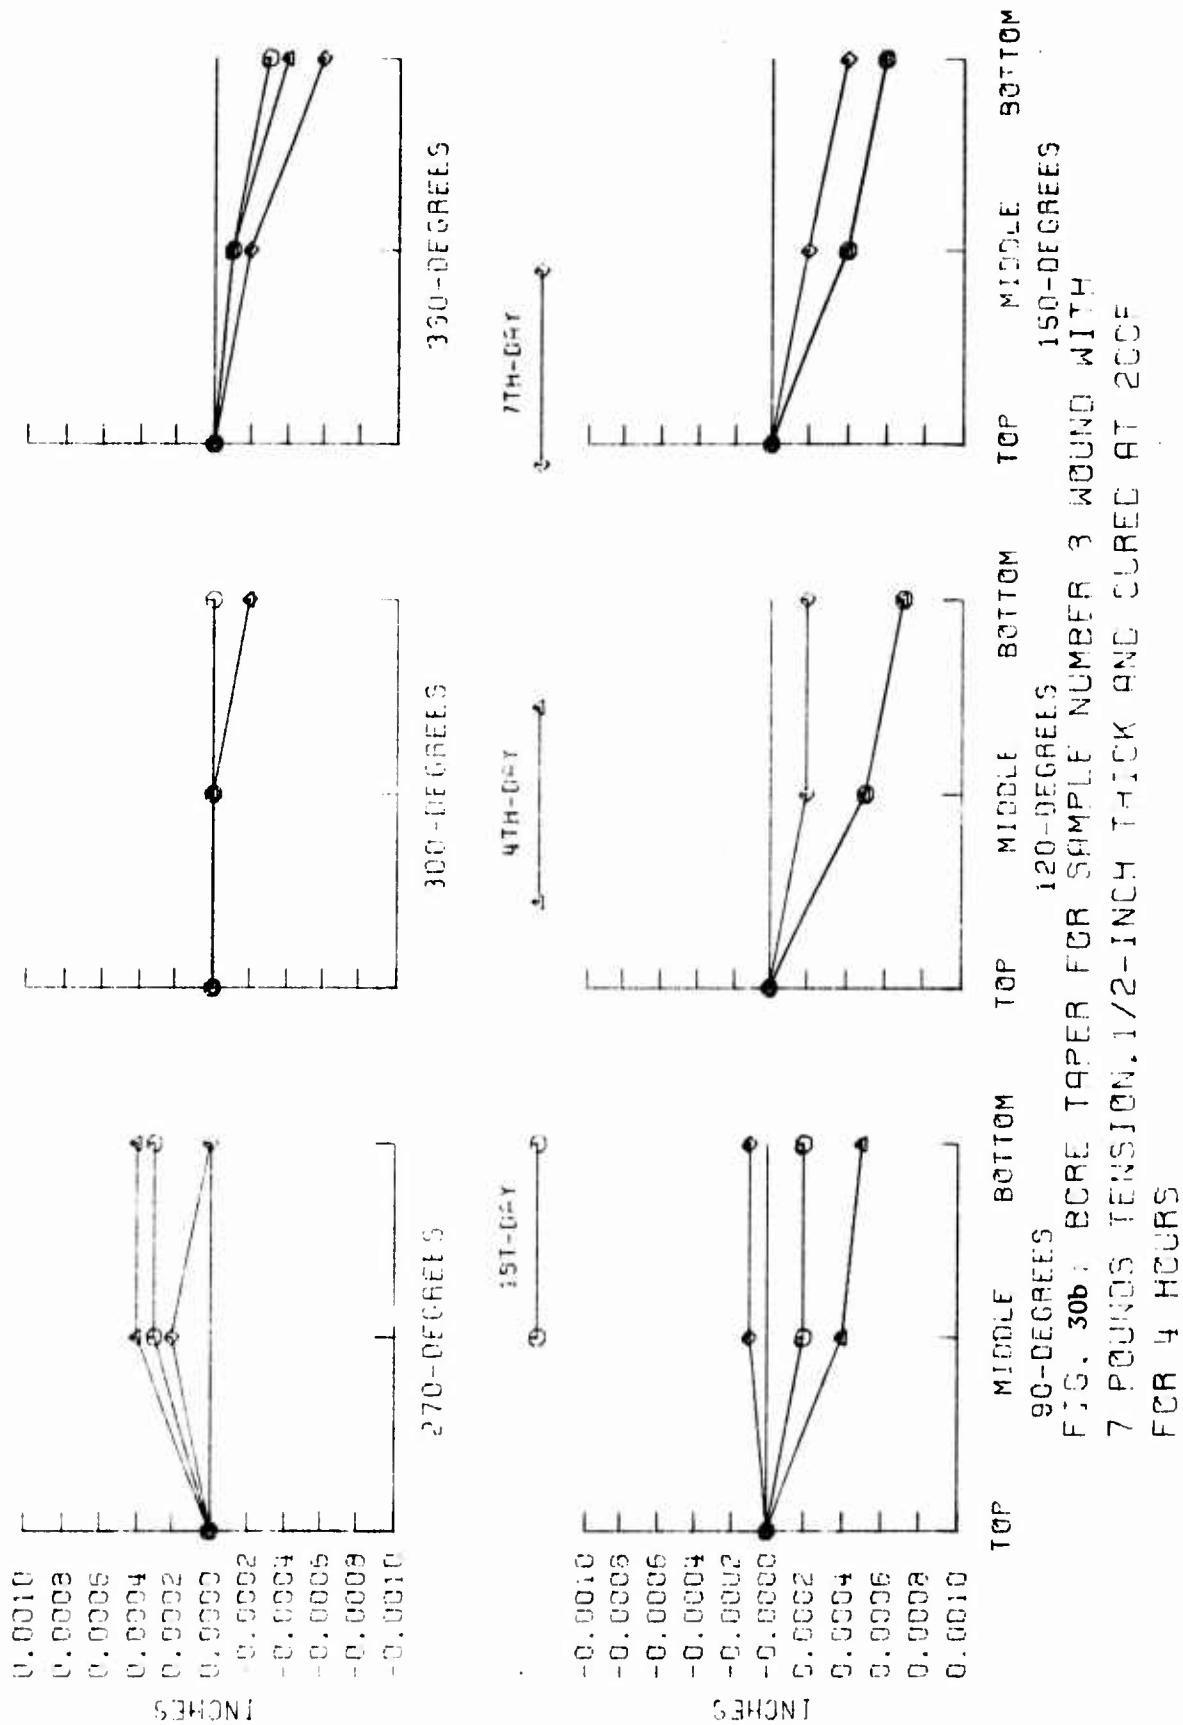 INCHES
0.0010
0.0008
0.0006
0.0004
0.0002
0.0000
-0.0002
-0.0004
-0.0006
-0.0008
-0.0010
270-DEGREES
300-DEGREES
330-DEGREES
1ST-DAY
4TH-DAY
7TH-DAY
INCHES
-0.0010
-0.0008
-0.0006
-0.0004
-0.0002
-0.0000
0.0002
0.0004
0.0006
0.0008
0.0010
TOP MIDDLE BOTTOM
TOP MIDDLE BOTTOM
TOP MIDDLE BOTTOM
90-DEGREES
120-DEGREES
150-DEGREES
FIG. 30b: BORE TAPER FOR SAMPLE NUMBER 3 WOUND WITH
7 POUNDS TENSION, 1/2-INCH THICK AND CURED AT 200F
FOR 4 HOURS